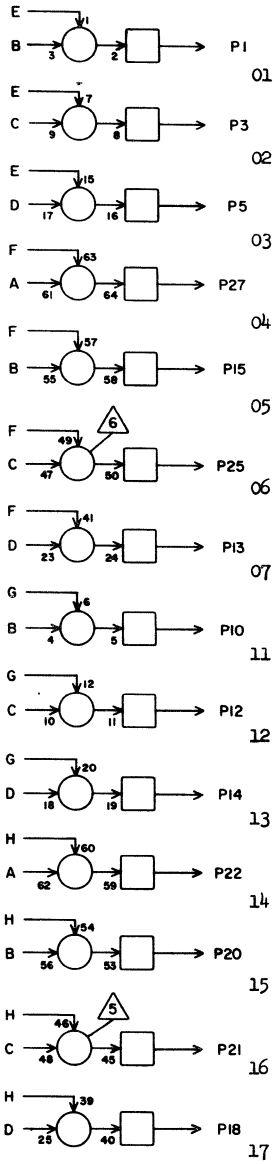 E 1
B 3 2 P1
01
E 7
C 9 8 P3
02
E 15
D 17 16 P5
03
F 63
A 61 64 P27
04
F 57
B 55 58 P15
05
F 49 6
C 47 50 P25
06
F 41
D 23 24 P13
07
G 6
B 4 5 P10
11
G 12
C 10 11 P12
12
G 20
D 18 19 P14
13
H 60
A 62 59 P22
14
H 54
B 56 53 P20
15
H 46 5
C 48 45 P21
16
H 39
D 25 40 P18
17